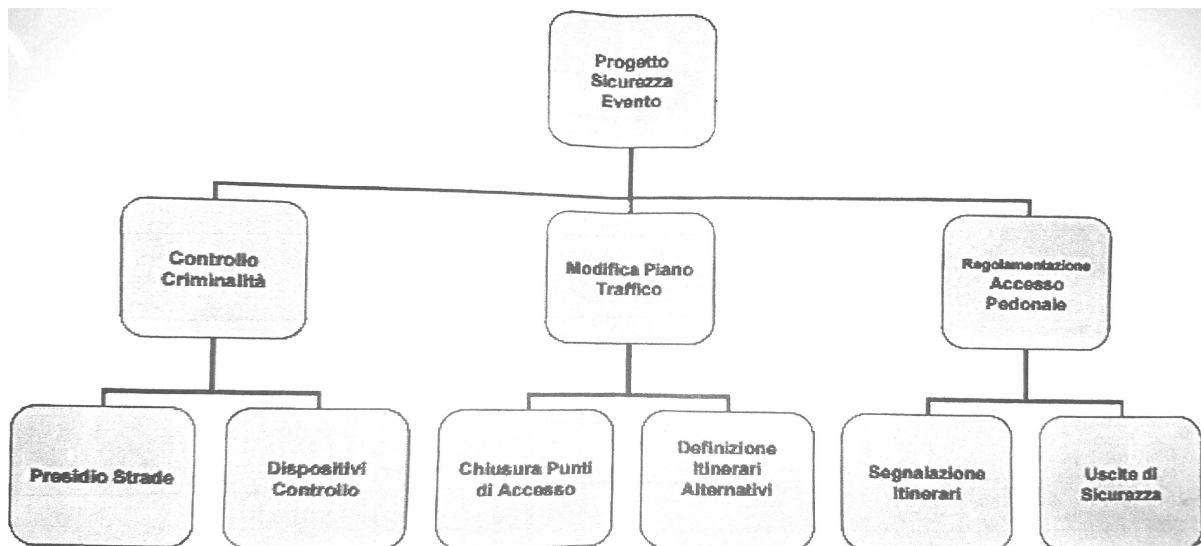 Progetto
Sicurezza
Evento
Controllo
Criminalità
Modifica Piano
Traffico
Regolamentazione
Accesso
Pedonale
Presidio Strade
Dispositivi
Controllo
Chiusura Punti
di Accesso
Definizione
Itinerari
Alternativi
Segnalazione
Itinerari
Uscite di
Sicurezza